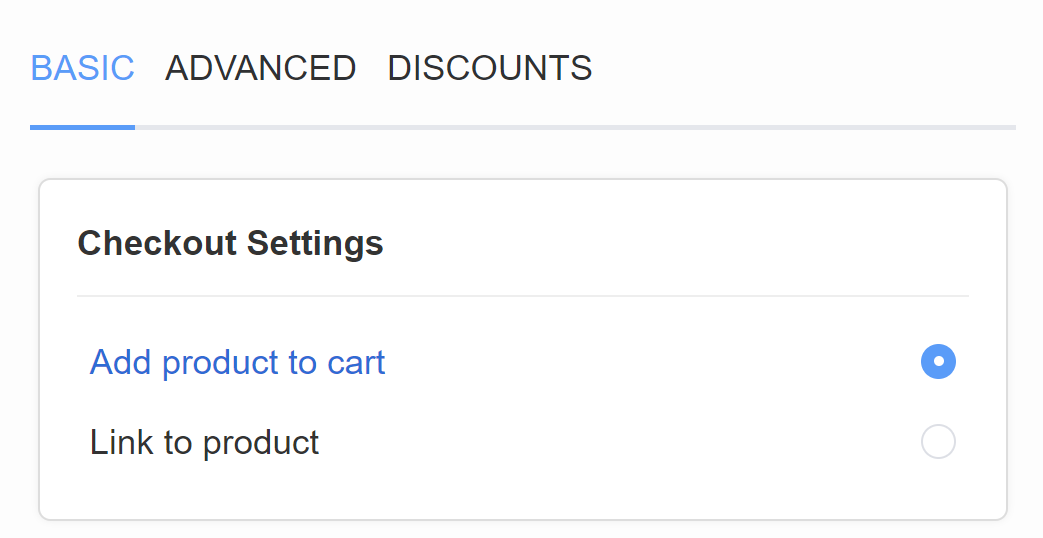 BASIC ADVANCED DISCOUNTS
Checkout Settings
Add product to cart
Link to product